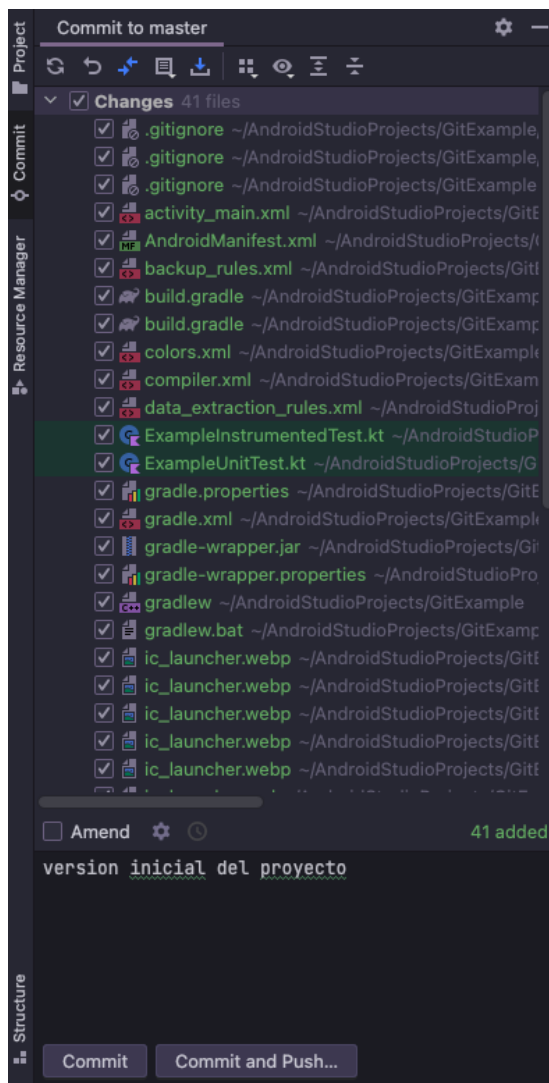 Project
Commit
Resource Manager
Structure
Commit to master
Changes 41 files
.gitignore ~/AndroidStudioProjects/GitExample,
.gitignore ~/AndroidStudioProjects/GitExample,
.gitignore ~/AndroidStudioProjects/GitExample
activity_main.xml ~/AndroidStudioProjects/GitE
AndroidManifest.xml ~/AndroidStudioProjects/
backup_rules.xml ~/AndroidStudioProjects/GitE
build.gradle ~/AndroidStudioProjects/GitExamp
build.gradle ~/AndroidStudioProjects/GitExamp
colors.xml ~/AndroidStudioProjects/GitExample
compiler.xml ~/AndroidStudioProjects/GitExam
data_extraction_rules.xml ~/AndroidStudioProj
ExampleInstrumentedTest.kt ~/AndroidStudioP
ExampleUnitTest.kt ~/AndroidStudioProjects/G
gradle.properties ~/AndroidStudioProjects/GitE
gradle.xml ~/AndroidStudioProjects/GitExample
gradle-wrapper.jar ~/AndroidStudioProjects/Git
gradle-wrapper.properties ~/AndroidStudioPro
gradlew ~/AndroidStudioProjects/GitExample
gradlew.bat ~/AndroidStudioProjects/GitExamp
ic_launcher.webp ~/AndroidStudioProjects/GitE
ic_launcher.webp ~/AndroidStudioProjects/GitE
ic_launcher.webp ~/AndroidStudioProjects/GitE
ic_launcher.webp ~/AndroidStudioProjects/GitE
ic_launcher.webp ~/AndroidStudioProjects/GitE
Amend
41 added
version inicial del proyecto
Commit
Commit and Push...